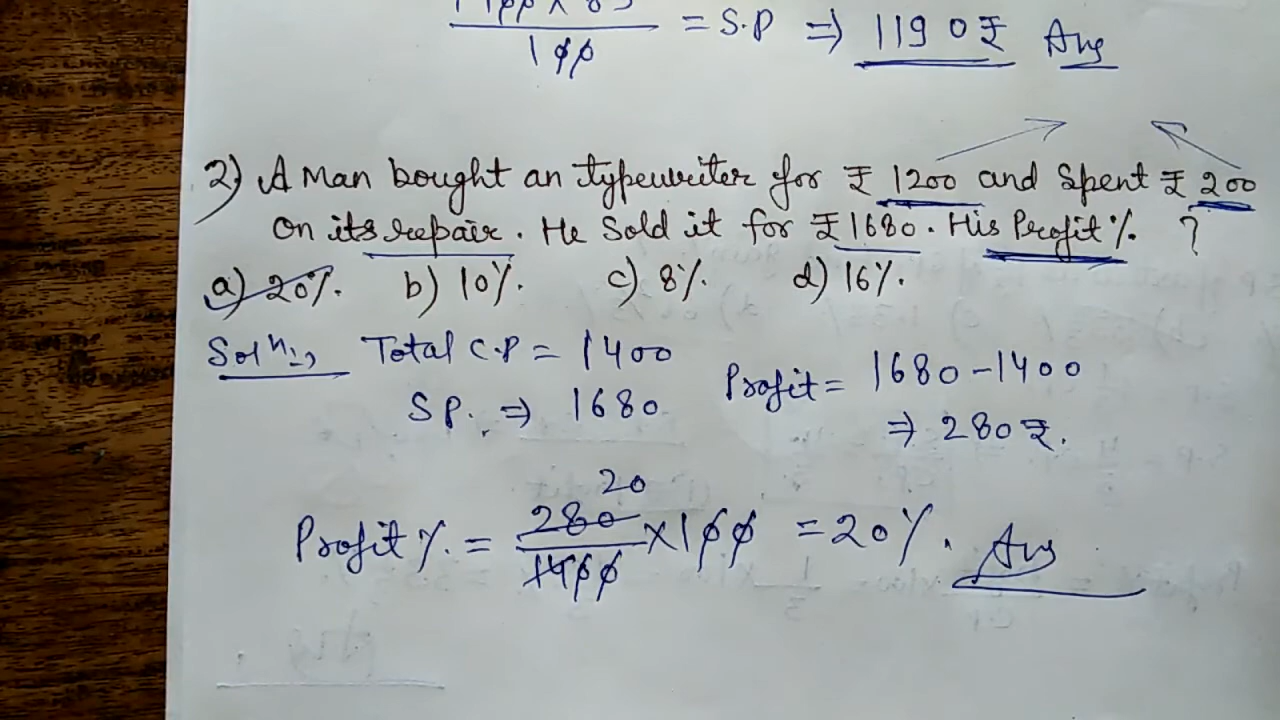 = S.P ⇒ 1190₹ Ans
100
2) A Man bought an typewriter for ₹ 1200 and Spent ₹ 200
on its repair. He Sold it for ₹ 1680. His Profit %. ?
a) 20%. b) 10%. c) 8%. d) 16%.
Solⁿ:→ Total C.P = 1400
Profit = 1680-1400
SP. ⇒ 1680
⇒ 280₹.
20
Profit %. = 280/1400 x100 = 20%. Ans